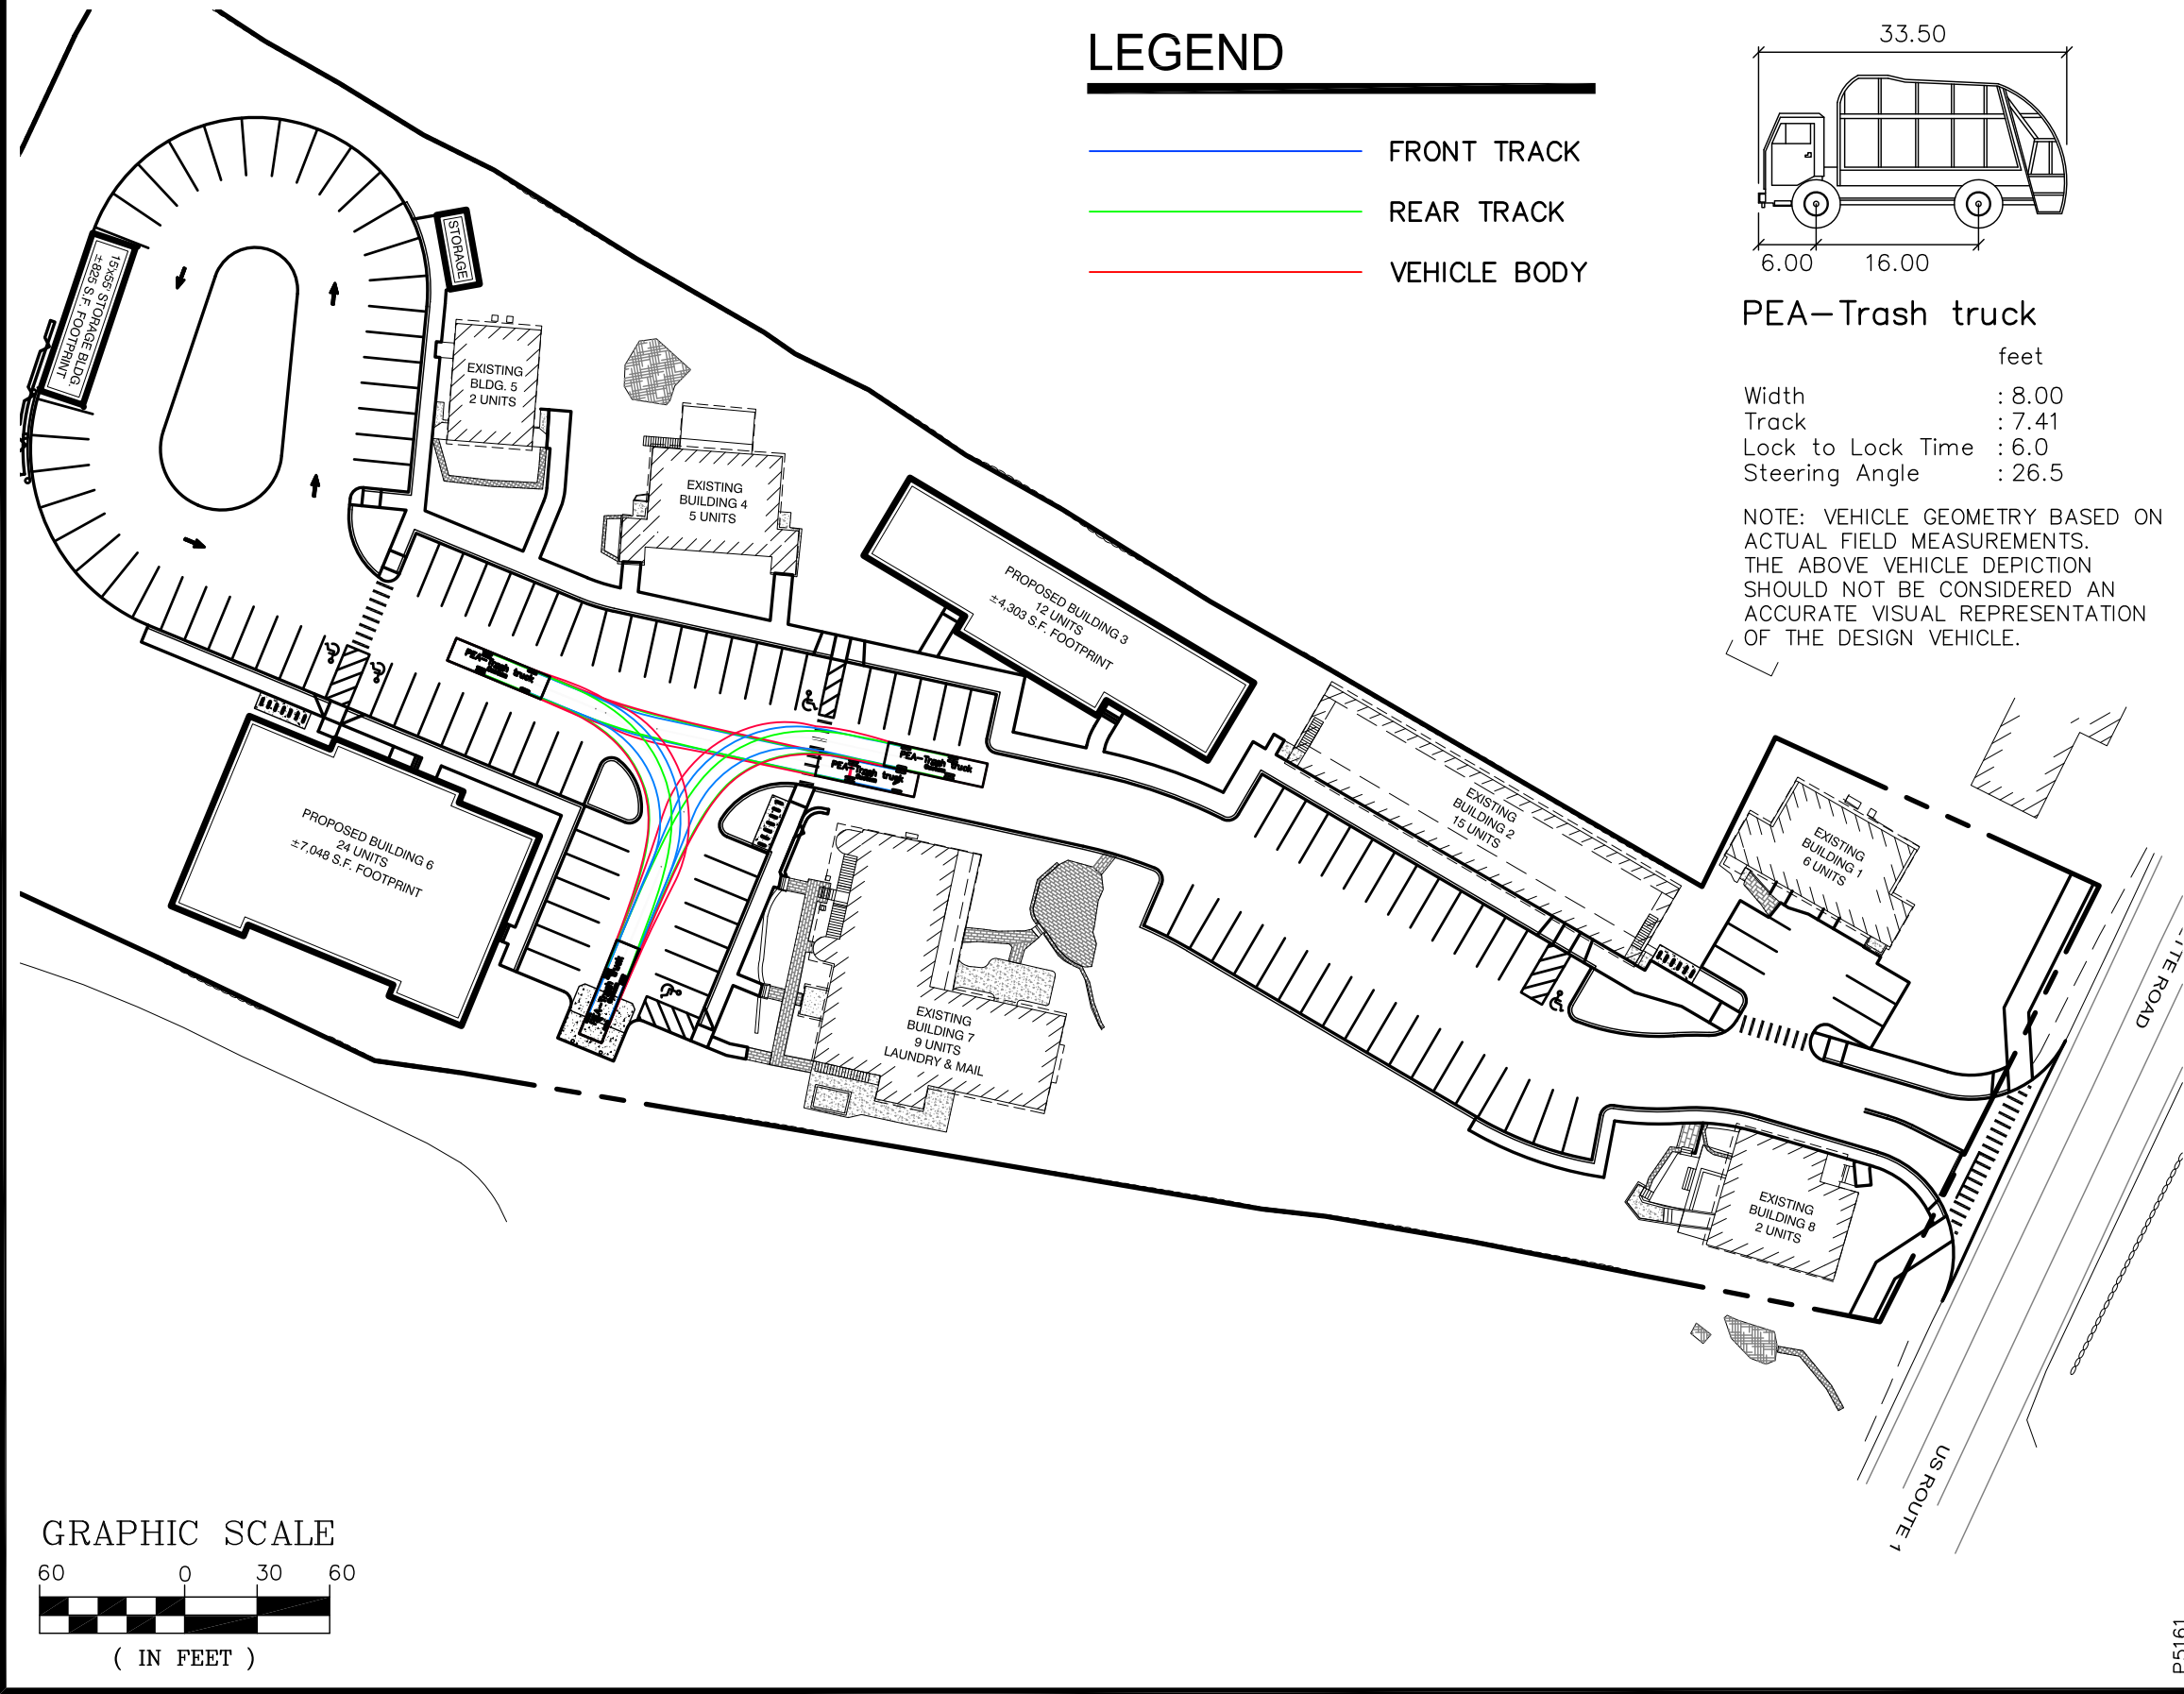 LEGEND
FRONT TRACK
REAR TRACK
VEHICLE BODY
33.50
6.00
16.00
PEA-Trash truck
feet
Width : 8.00
Track : 7.41
Lock to Lock Time : 6.0
Steering Angle : 26.5
NOTE: VEHICLE GEOMETRY BASED ON
ACTUAL FIELD MEASUREMENTS.
THE ABOVE VEHICLE DEPICTION
SHOULD NOT BE CONSIDERED AN
ACCURATE VISUAL REPRESENTATION
OF THE DESIGN VEHICLE.
STORAGE
15x55' STORAGE BLDG.
±825 S.F. FOOTPRINT
EXISTING
BLDG. 5
2 UNITS
EXISTING
BUILDING 4
5 UNITS
PROPOSED BUILDING 3
12 UNITS
±4,303 S.F. FOOTPRINT
PEA-Trash truck
PEA-Trash truck
PEA-Trash truck
PEA-Trash truck
EXISTING
BUILDING 2
15 UNITS
EXISTING
BUILDING 1
6 UNITS
PROPOSED BUILDING 6
24 UNITS
±7,048 S.F. FOOTPRINT
EXISTING
BUILDING 7
9 UNITS
LAUNDRY & MAIL
EXISTING
BUILDING 8
2 UNITS
ROAD
US ROUTE 1
GRAPHIC SCALE
60 0 30 60
( IN FEET )
P5161